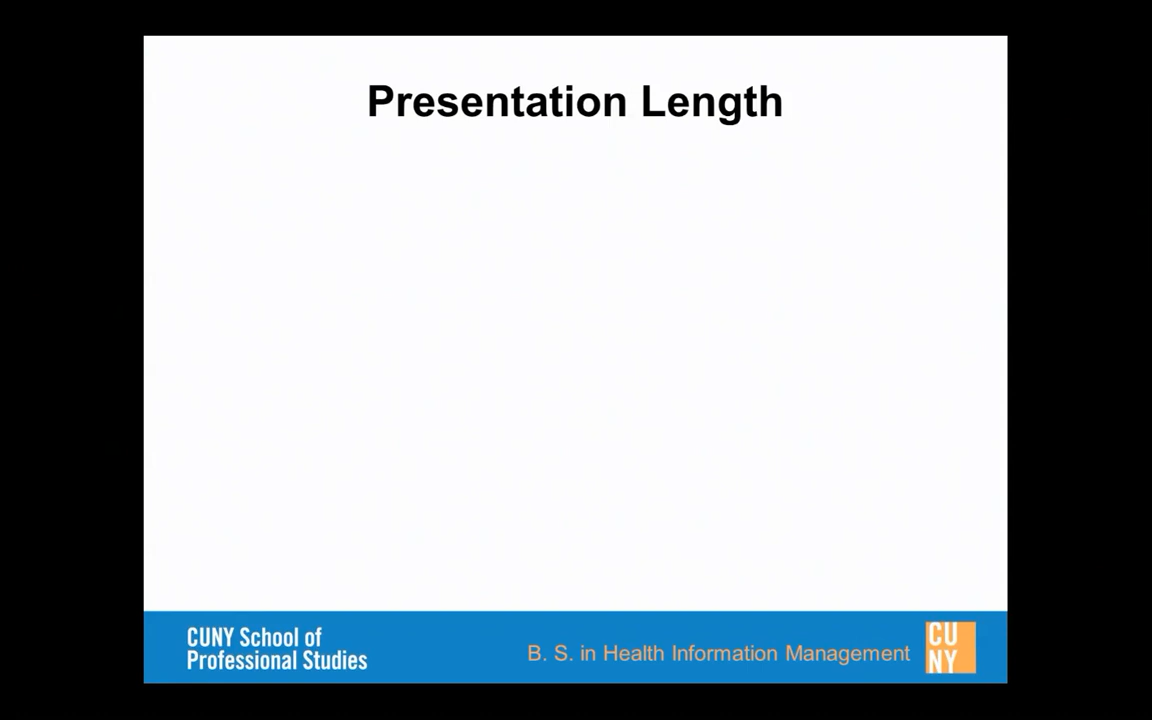 Presentation Length
CUNY School of
Professional Studies
B. S. in Health Information Management
CU
NY